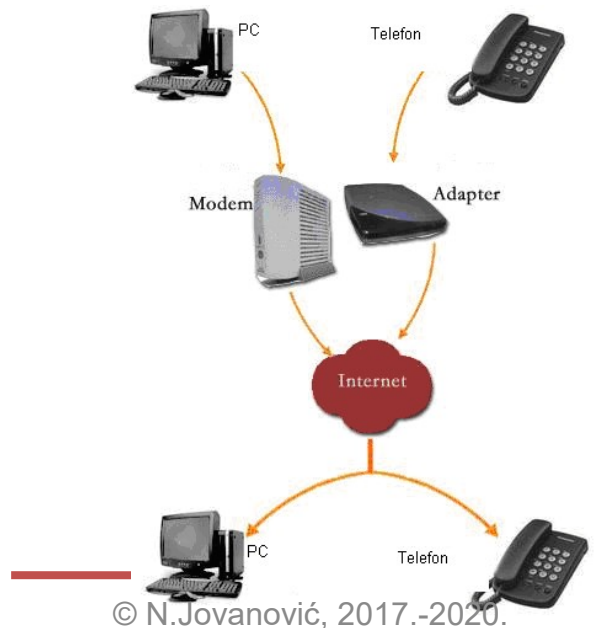 PC
Telefon
Modem
Adapter
Internet
PC
Telefon
© N.Jovanović, 2017.-2020.